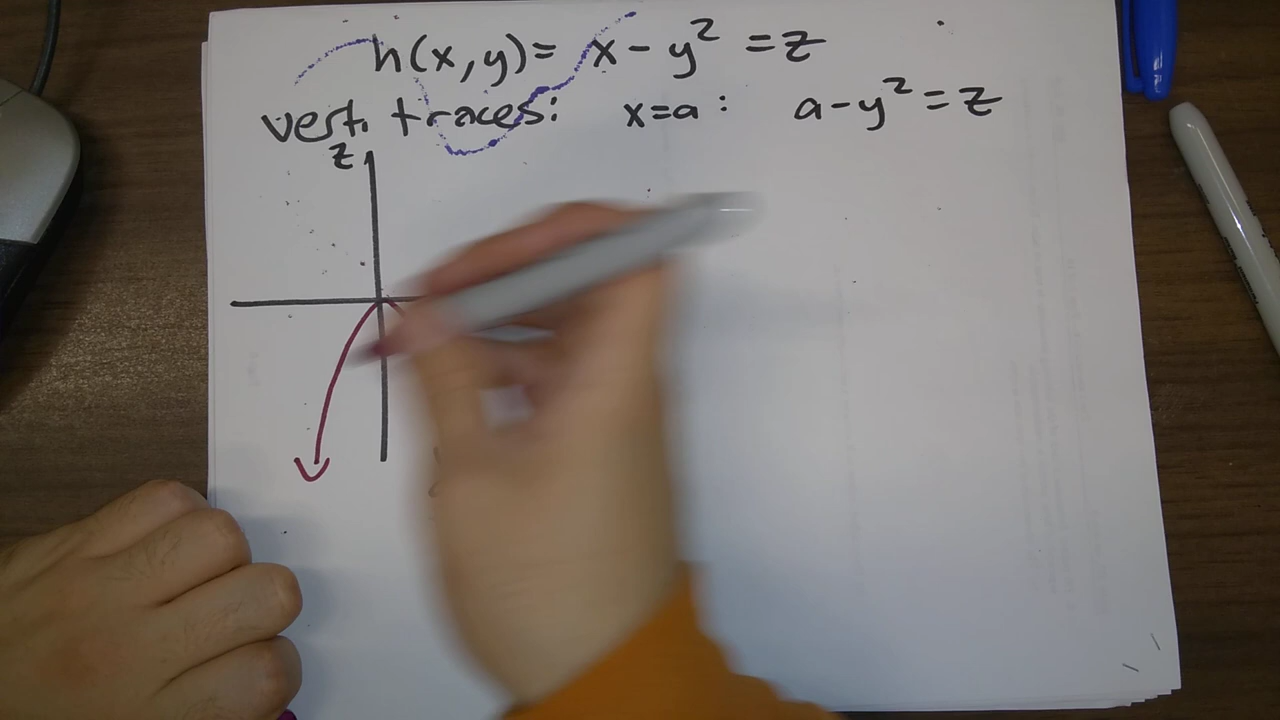 h(x,y)= x-y² =z
vert. traces: x=a: a-y²=z
z